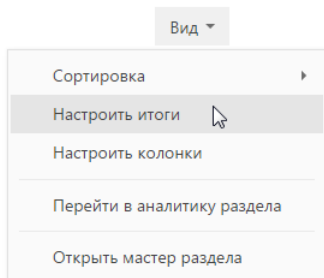 Вид
Сортировка
Настроить итоги
Настроить колонки
Перейти в аналитику раздела
Открыть мастер раздела